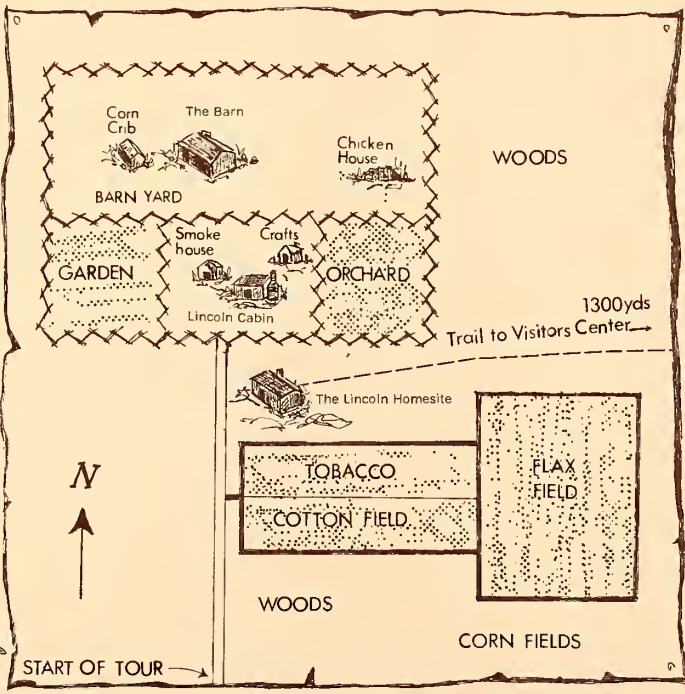 Corn
Crib
The Barn
Chicken
House
WOODS
BARN YARD
GARDEN
Smoke
house
Crafts
Lincoln Cabin
ORCHARD
1300yds
Trail to Visitors Center
The Lincoln Homesite
TOBACCO
COTTON FIELD
FLAX
FIELD
N
WOODS
CORN FIELDS
START OF TOUR